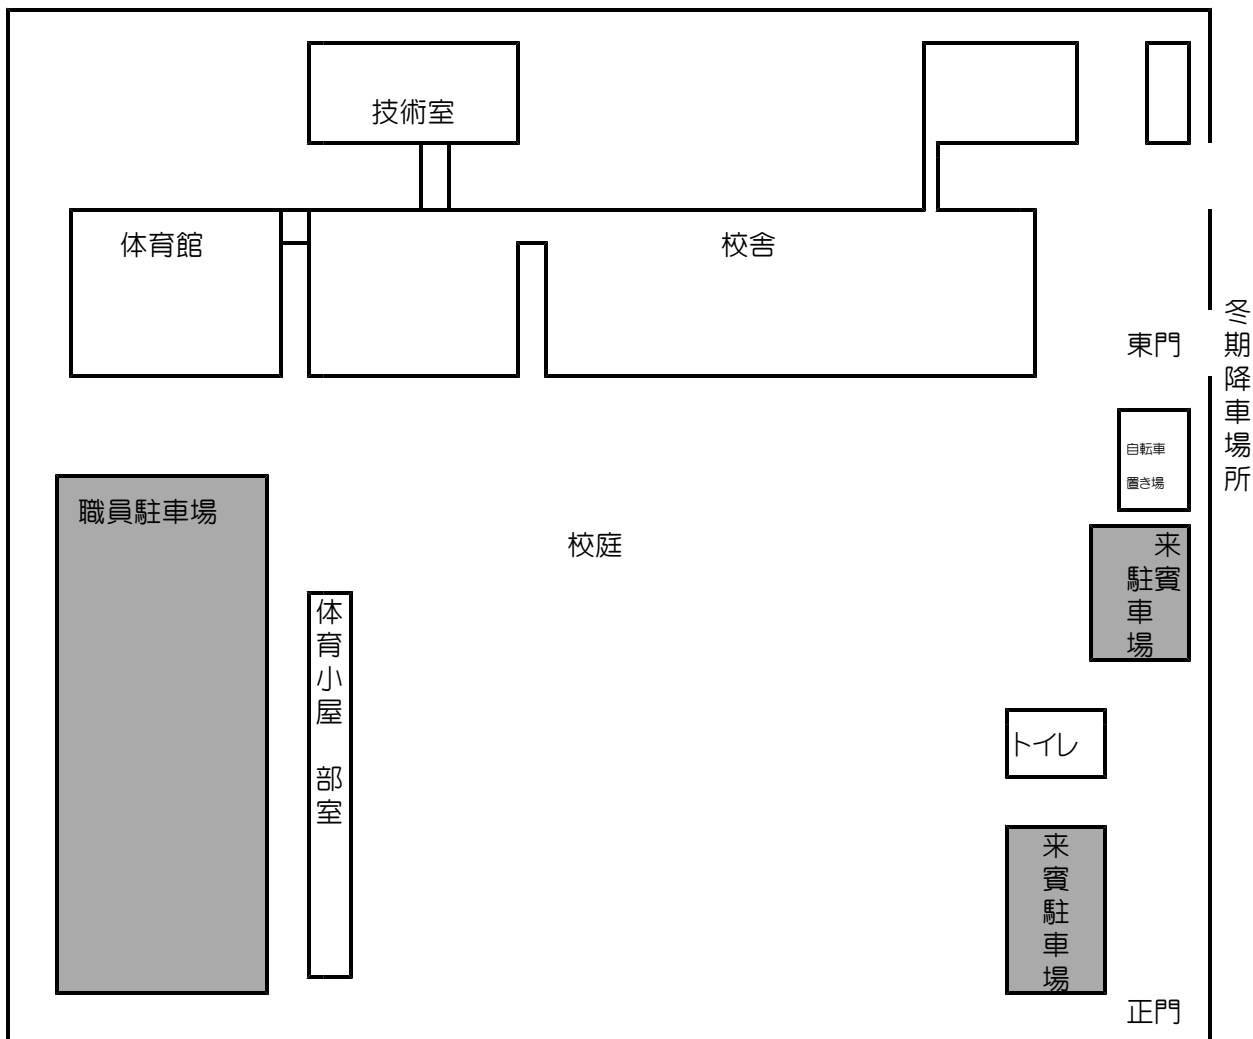 技術室
体育館
校舎
東門
冬期降車場所
自転車
置き場
職員駐車場
校庭
来賓
駐車場
体育小屋 部室
トイレ
来賓駐車場
正門